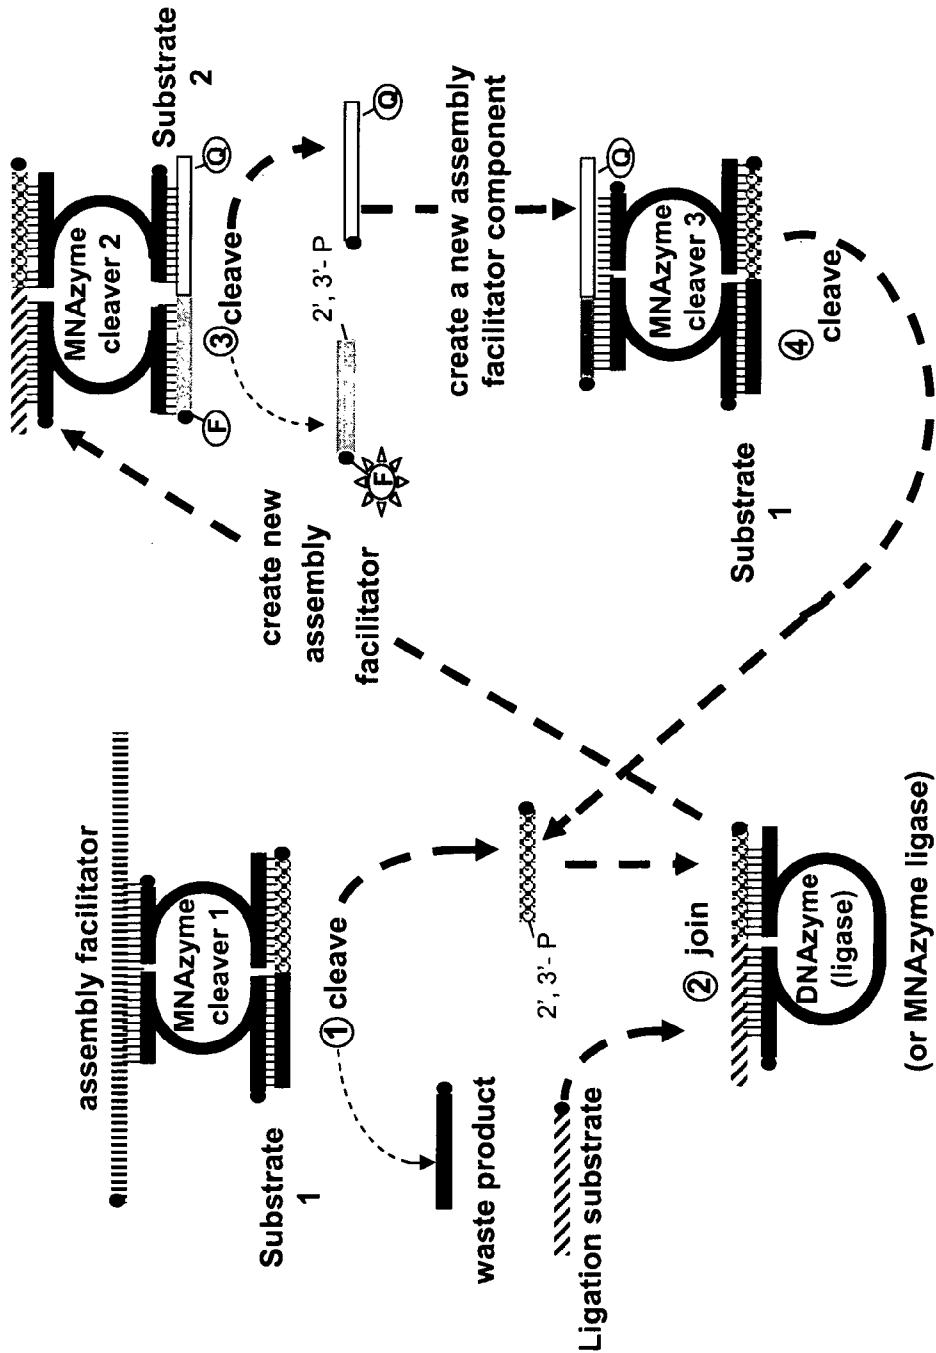 assembly facilitator
MNAzyme
cleaver 1
Substrate
1
① cleave
waste product
2', 3'- P
Ligation substrate
② join
DNAzyme
(ligase)
(or MNAzyme ligase)
create new
assembly
facilitator
MNAzyme
cleaver 2
Substrate
2
F
Q
③ cleave
2', 3'- P
F
Q
create a new assembly
facilitator component
Q
MNAzyme
cleaver 3
Substrate
1
④
cleave